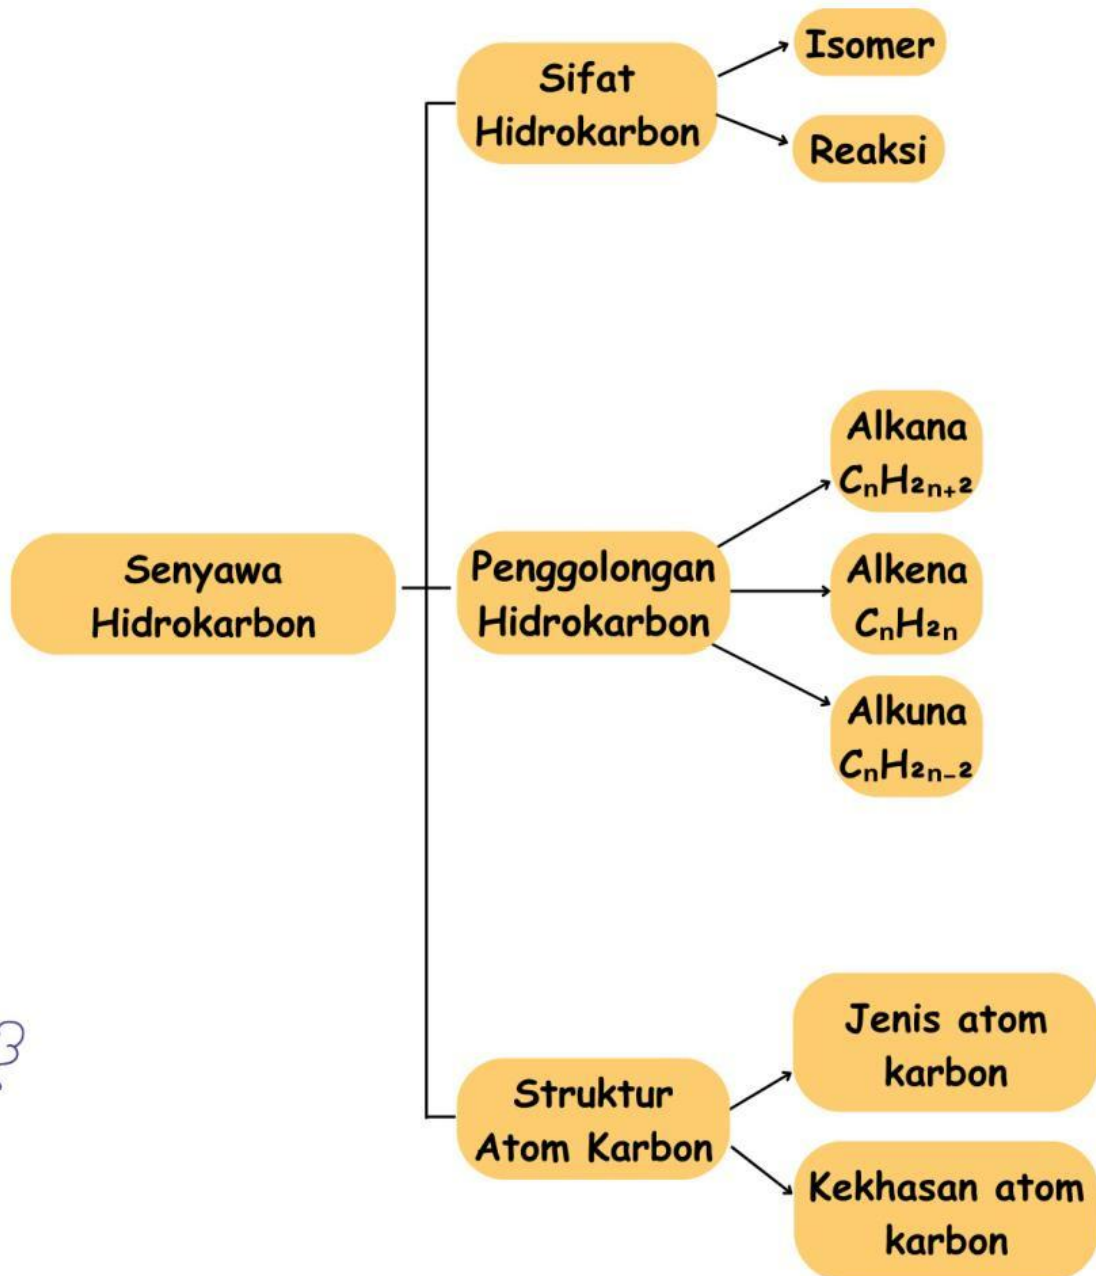 Isomer
Sifat
Hidrokarbon
Reaksi
Alkana
CₙH₂ₙ₊₂
Senyawa
Hidrokarbon
Penggolongan
Hidrokarbon
Alkena
CₙH₂ₙ
Alkuna
CₙH₂ₙ₋₂
Jenis atom
karbon
Struktur
Atom Karbon
Kekhasan atom
karbon